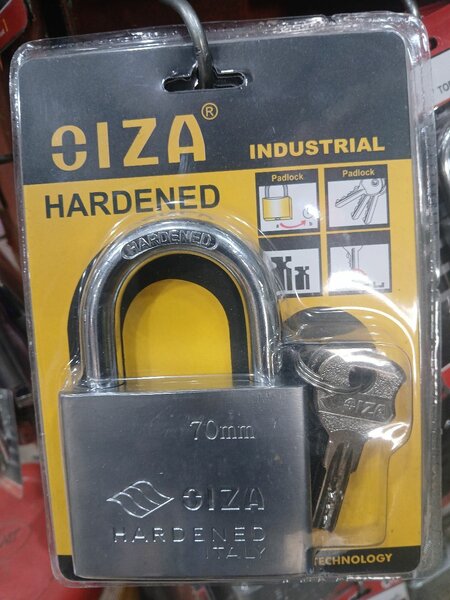 OIZA®
INDUSTRIAL
HARDENED
Padlock
Padlock
HARDENED
70mm
OIZA
OIZA
HARDENED
ITALY
TECHNOLOGY